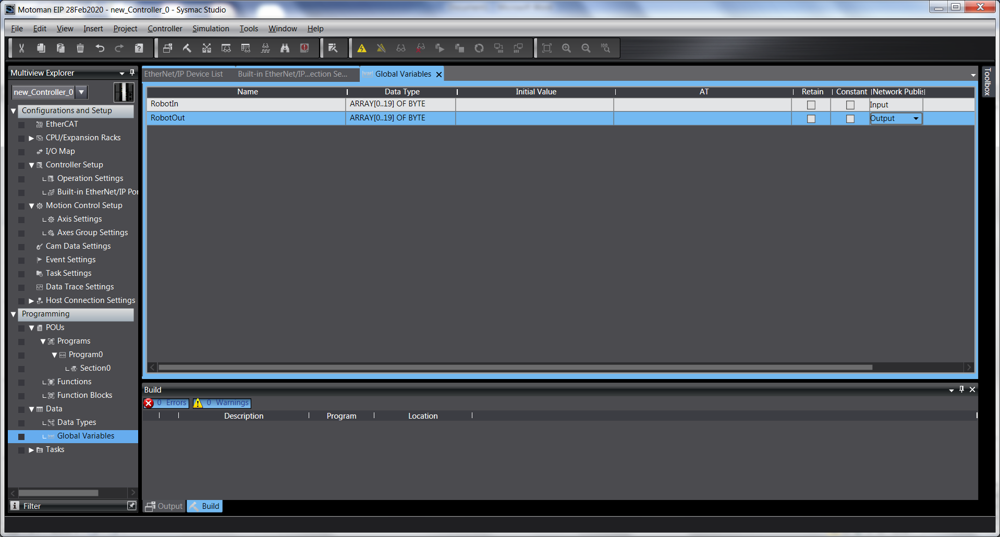 Motoman EIP 28Feb2020 - new_Controller_0 - Sysmac Studio
File Edit View Insert Project Controller Simulation Tools Window Help
Multiview Explorer
new_Controller_0
Configurations and Setup
EtherCAT
CPU/Expansion Racks
I/O Map
Controller Setup
Operation Settings
Built-in EtherNet/IP Por
Motion Control Setup
Axis Settings
Axes Group Settings
Cam Data Settings
Event Settings
Task Settings
Data Trace Settings
Host Connection Settings
Programming
POUs
Programs
Program0
Section0
Functions
Function Blocks
Data
Data Types
Global Variables
Tasks
Filter
EtherNet/IP Device List Built-in EtherNet/IP...ection Se... Global Variables
Name Data Type Initial Value AT Retain Constant Network Publis
RobotIn ARRAY[0..19] OF BYTE Input
RobotOut ARRAY[0..19] OF BYTE Output
Toolbox
Build
0 Errors 0 Warnings
Description Program Location
Output Build